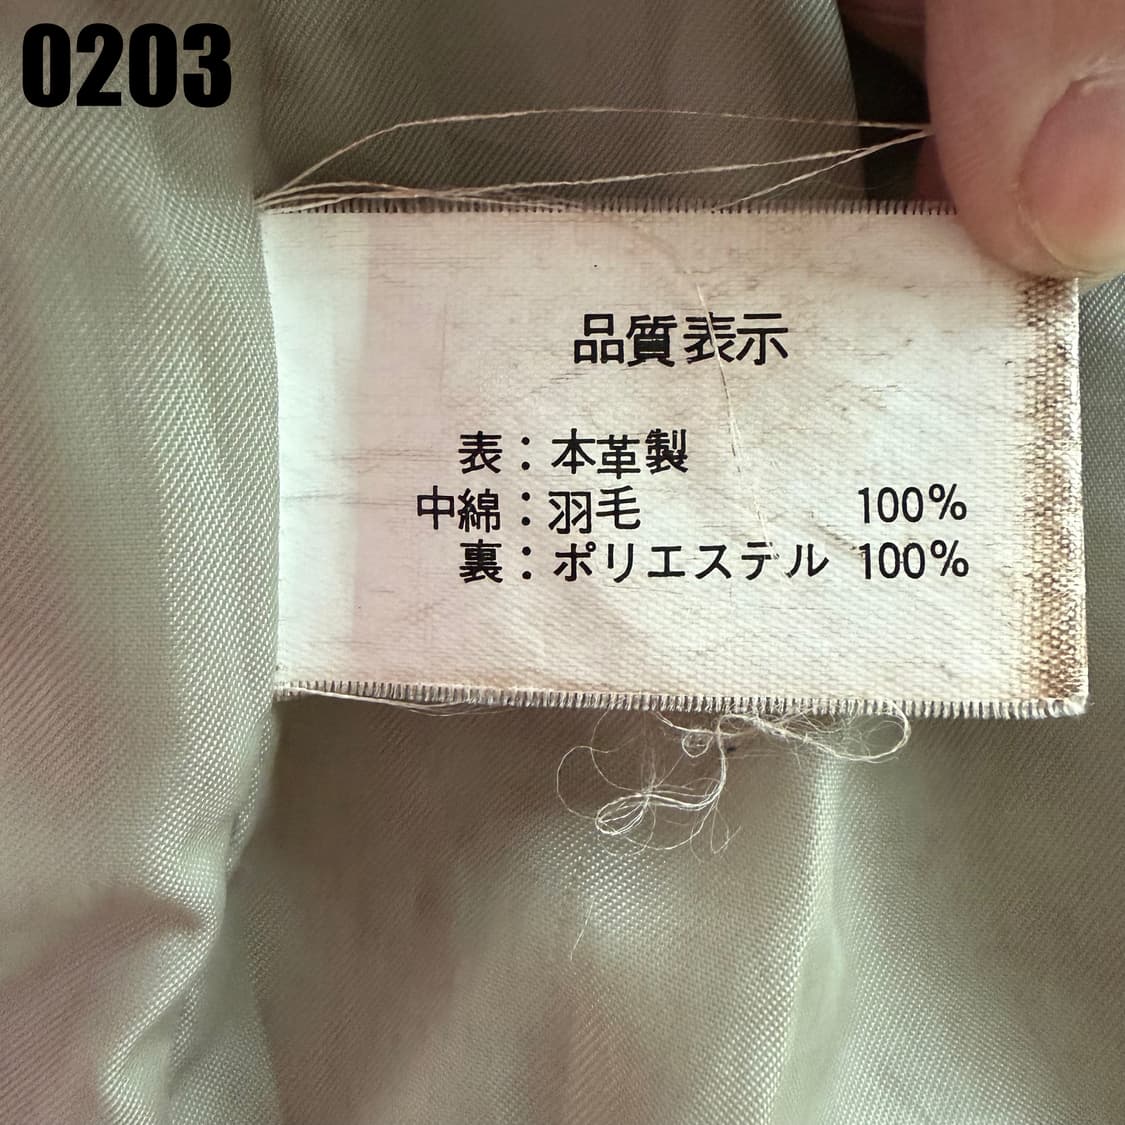 0203
品質表示
表：本革製
中綿：羽毛 100%
裏：ポリエステル 100%